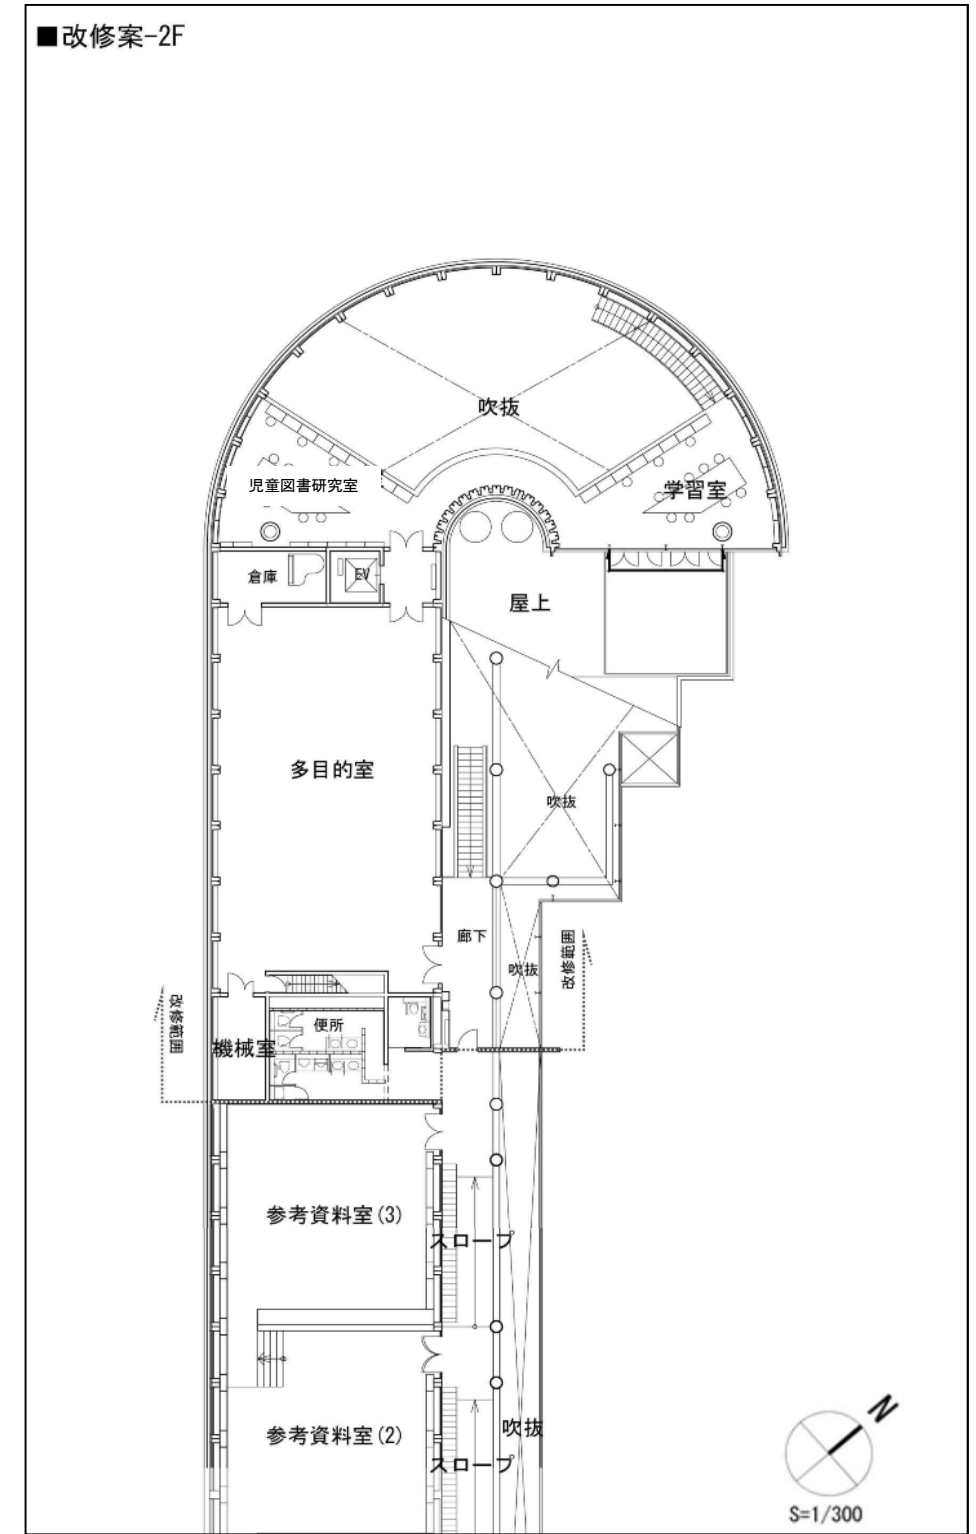 ■改修案-2F
吹抜
児童図書研究室
学習室
倉庫
EV
屋上
多目的室
吹抜
廊下
吹抜
改修範囲
改修範囲
便所
機械室
参考資料室(3)
スロープ
参考資料室(2)
吹抜
スロープ
N
S=1/300